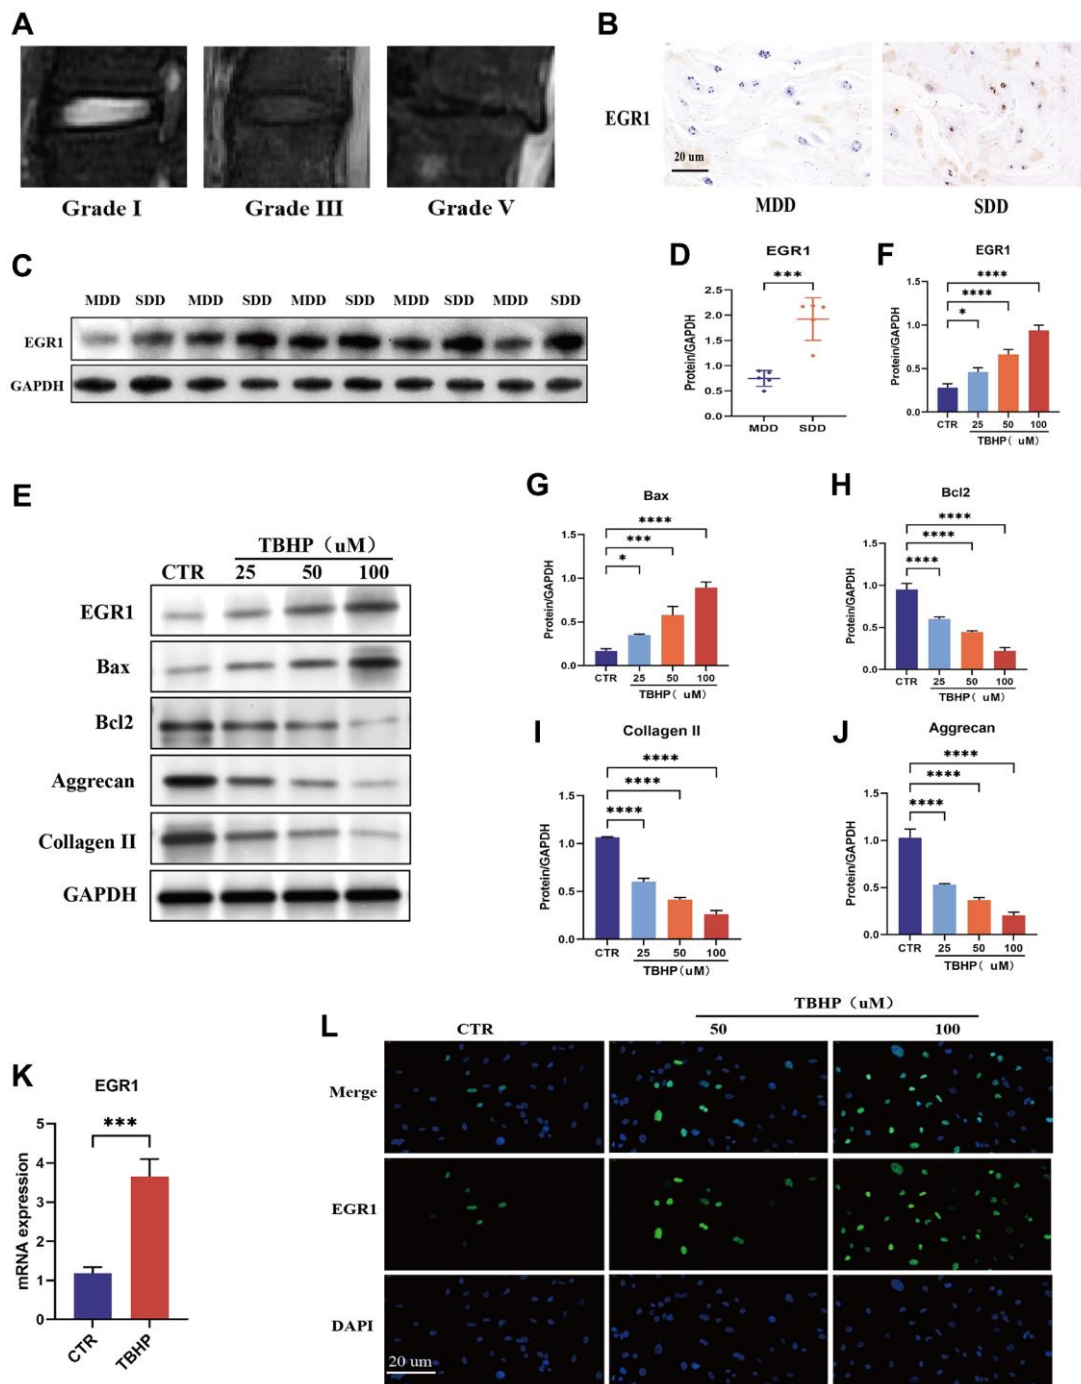 A
Grade I Grade III Grade V
B
EGR1
20 um
MDD SDD
C
MDD SDD MDD SDD MDD SDD MDD SDD MDD SDD
EGR1
GAPDH
D
EGR1
***
Protein/GAPDH
2.5
2.0
1.5
1.0
0.5
0.0
MDD SDD
F
EGR1
****
****
*
Protein/GAPDH
1.5
1.0
0.5
0.0
CTR 25 50 100
TBHP( uM)
E
TBHP（uM）
CTR 25 50 100
EGR1
Bax
Bcl2
Aggrecan
Collagen II
GAPDH
G
Bax
****
***
*
Protein/GAPDH
1.5
1.0
0.5
0.0
CTR 25 50 100
TBHP( uM)
H
Bcl2
****
****
****
Protein/GAPDH
1.5
1.0
0.5
0.0
CTR 25 50 100
TBHP( uM)
I
Collagen II
****
****
****
Protein/GAPDH
1.5
1.0
0.5
0.0
CTR 25 50 100
TBHP(uM)
J
Aggrecan
****
****
****
Protein/GAPDH
1.5
1.0
0.5
0.0
CTR 25 50 100
TBHP( uM)
K
EGR1
***
mRNA expression
5
4
3
2
1
0
CTR TBHP
L
TBHP（uM）
CTR 50 100
Merge
EGR1
DAPI
20 um